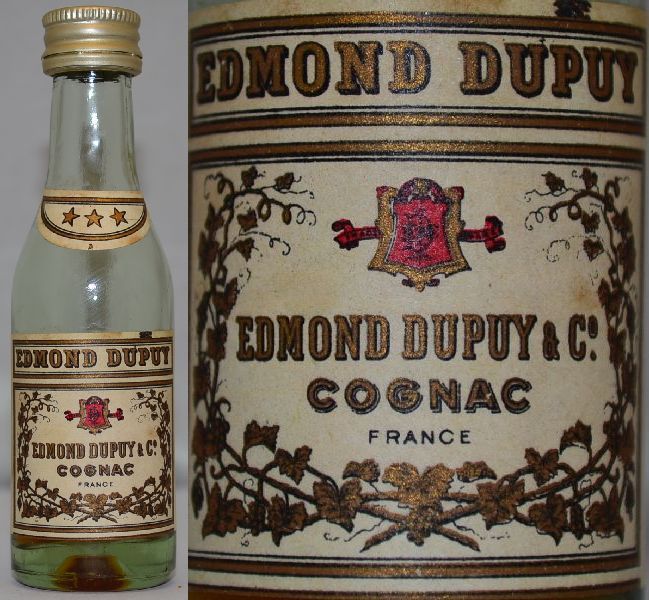 EDMOND DUPUY
EDMOND DUPUY & Cº.
COGNAC
FRANCE
EDMOND DUPUY
EDMOND DUPUY & Cº.
COGNAC
FRANCE